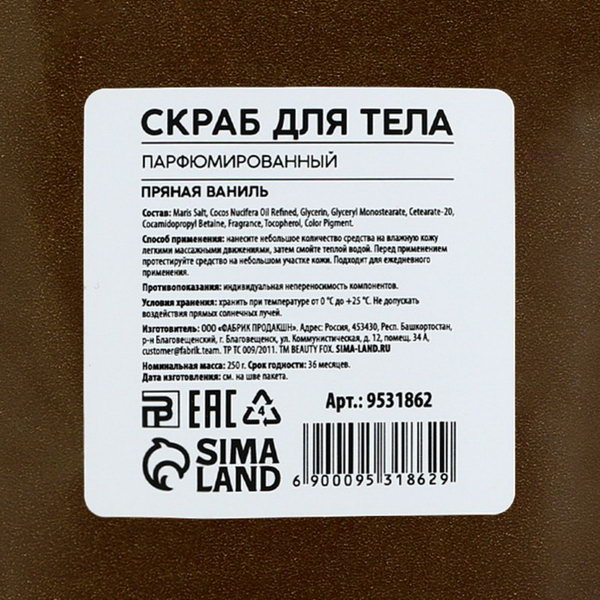 СКРАБ ДЛЯ ТЕЛА
ПАРФЮМИРОВАННЫЙ
ПРЯНАЯ ВАНИЛЬ
Состав: Maris Salt, Cocos Nucifera Oil Refined, Glycerin, Glyceryl Monostearate, Cetearate-20,
Cocamidopropyl Betaine, Fragrance, Tocopherol, Color Pigment.
Способ применения: нанесите небольшое количество средства на влажную кожу
легкими массажными движениями, затем смойте теплой водой. Перед применением
протестируйте средство на небольшом участке кожи. Подходит для ежедневного
применения.
Противопоказания: индивидуальная непереносимость компонентов.
Условия хранения: хранить при температуре от 0 °C до +25 °C. Не допускать
воздействия прямых солнечных лучей.
Изготовитель: ООО «ФАБРИК ПРОДАКШН». Адрес: Россия, 453430, Респ. Башкортостан,
р-н Благовещенский, г. Благовещенск, ул. Коммунистическая, д. 12, помещ. 34 А,
customer@fabrik.team. ТР ТС 009/2011. ТМ BEAUTY FOX. SIMA-LAND.RU
Номинальная масса: 250 г. Срок годности: 36 месяцев.
Дата изготовления: см. на шве пакета.
EAC 4 Арт.: 9531862
SIMA
LAND
6 900095 318629